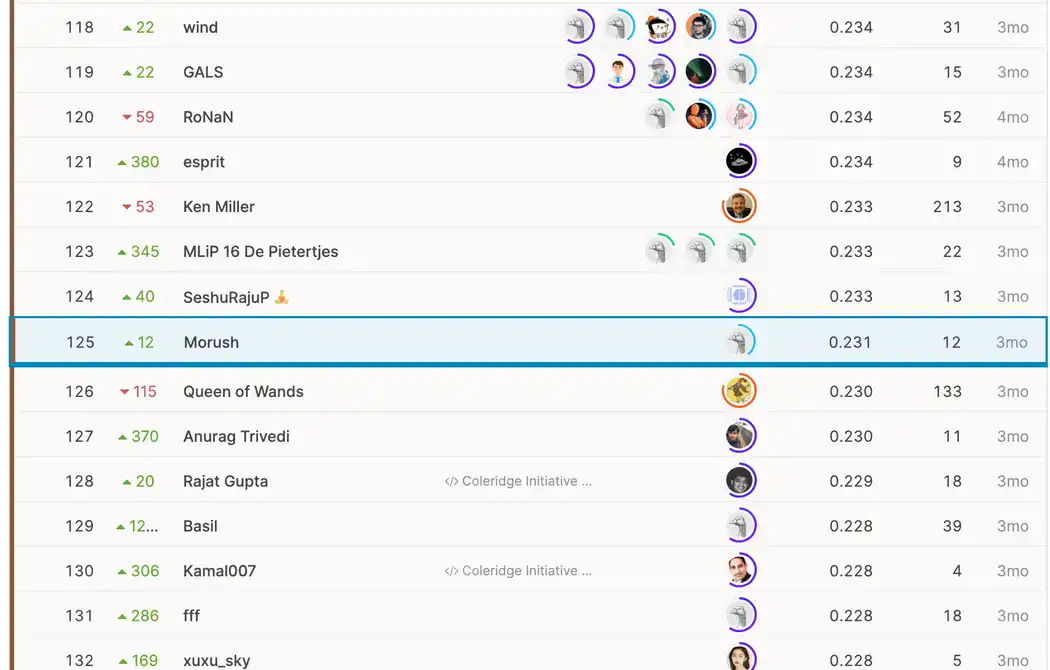 118 22 wind 0.234 31 3mo
119 22 GALS 0.234 15 3mo
120 59 RoNaN 0.234 52 4mo
121 380 esprit 0.234 9 4mo
122 53 Ken Miller 0.233 213 3mo
123 345 MLiP 16 De Pietertjes 0.233 22 3mo
124 40 SeshuRajuP 🧘 0.233 13 3mo
125 12 Morush 0.231 12 3mo
126 115 Queen of Wands 0.230 133 3mo
127 370 Anurag Trivedi 0.230 11 3mo
128 20 Rajat Gupta </> Coleridge Initiative ... 0.229 18 3mo
129 12... Basil 0.228 39 3mo
130 306 Kamal007 </> Coleridge Initiative ... 0.228 4 3mo
131 286 fff 0.228 18 3mo
132 169 xuxu_sky 0.228 5 3mo